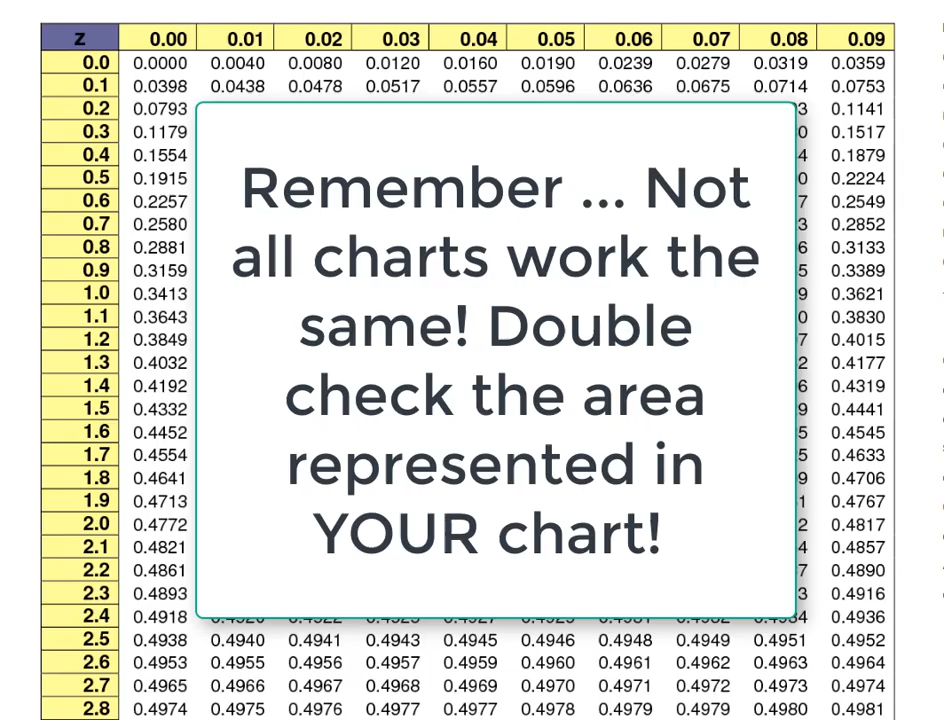 z 0.00 0.01 0.02 0.03 0.04 0.05 0.06 0.07 0.08 0.09
0.0 0.0000 0.0040 0.0080 0.0120 0.0160 0.0190 0.0239 0.0279 0.0319 0.0359
0.1 0.0398 0.0438 0.0478 0.0517 0.0557 0.0596 0.0636 0.0675 0.0714 0.0753
0.2 0.0793 0.1141
0.3 0.1179 0.1517
0.4 0.1554 0.1879
0.5 0.1915 0.2224
0.6 0.2257 0.2549
0.7 0.2580 0.2852
0.8 0.2881 0.3133
0.9 0.3159 0.3389
1.0 0.3413 0.3621
1.1 0.3643 0.3830
1.2 0.3849 0.4015
1.3 0.4032 0.4177
1.4 0.4192 0.4319
1.5 0.4332 0.4441
1.6 0.4452 0.4545
1.7 0.4554 0.4633
1.8 0.4641 0.4706
1.9 0.4713 0.4767
2.0 0.4772 0.4817
2.1 0.4821 0.4857
2.2 0.4861 0.4890
2.3 0.4893 0.4916
2.4 0.4918 0.4936
2.5 0.4938 0.4940 0.4941 0.4943 0.4945 0.4946 0.4948 0.4949 0.4951 0.4952
2.6 0.4953 0.4955 0.4956 0.4957 0.4959 0.4960 0.4961 0.4962 0.4963 0.4964
2.7 0.4965 0.4966 0.4967 0.4968 0.4969 0.4970 0.4971 0.4972 0.4973 0.4974
2.8 0.4974 0.4975 0.4976 0.4977 0.4977 0.4978 0.4979 0.4979 0.4980 0.4981
Remember ... Not
all charts work the
same! Double
check the area
represented in
YOUR chart!